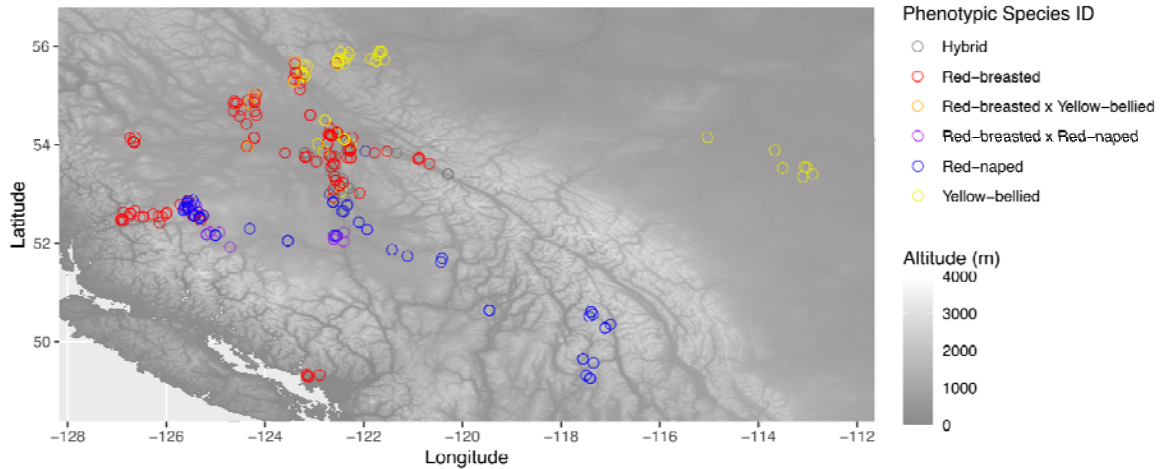 Phenotypic Species ID
Hybrid
Red-breasted
Red-breasted x Yellow-bellied
Red-breasted x Red-naped
Red-naped
Yellow-bellied
Altitude (m)
4000
3000
2000
1000
0
Latitude
56
54
52
50
−128
−126
−124
−122
−120
−118
−116
−114
−112
Longitude